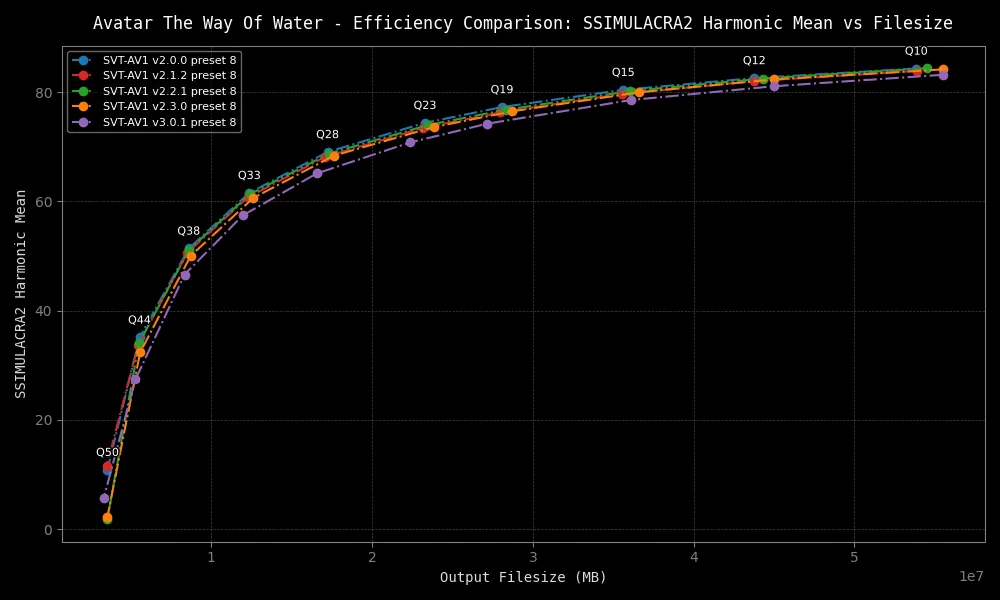 Avatar The Way Of Water - Efficiency Comparison: SSIMULACRA2 Harmonic Mean vs Filesize
SVT-AV1 v2.0.0 preset 8
SVT-AV1 v2.1.2 preset 8
SVT-AV1 v2.2.1 preset 8
SVT-AV1 v2.3.0 preset 8
SVT-AV1 v3.0.1 preset 8
Q10
Q12
Q15
Q19
Q23
Q28
Q33
Q38
Q44
Q50
80
60
40
20
0
SSIMULACRA2 Harmonic Mean
1 2 3 4 5
1e7
Output Filesize (MB)